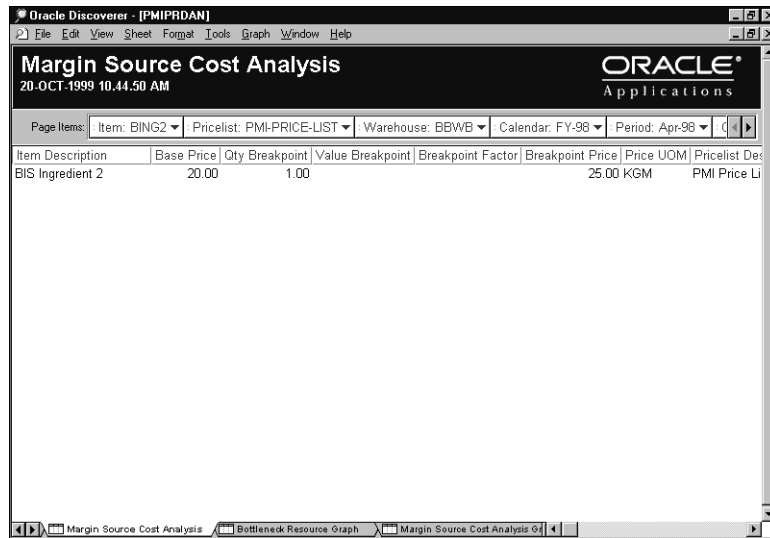 Oracle Discoverer - [PMIPRDAN]
File Edit View Sheet Format Tools Graph Window Help
Margin Source Cost Analysis
20-OCT-1999 10.44.50 AM
ORACLE
Applications
Page Items: Item: BING2 Pricelist: PMI-PRICE-LIST Warehouse: BBWB Calendar: FY-98 Period: Apr-98
Item Description Base Price Qty Breakpoint Value Breakpoint Breakpoint Factor Breakpoint Price Price UOM Pricelist Des
BIS Ingredient 2 20.00 1.00 25.00 KGM PMI Price Li
Margin Source Cost Analysis Bottleneck Resource Graph Margin Source Cost Analysis Gr